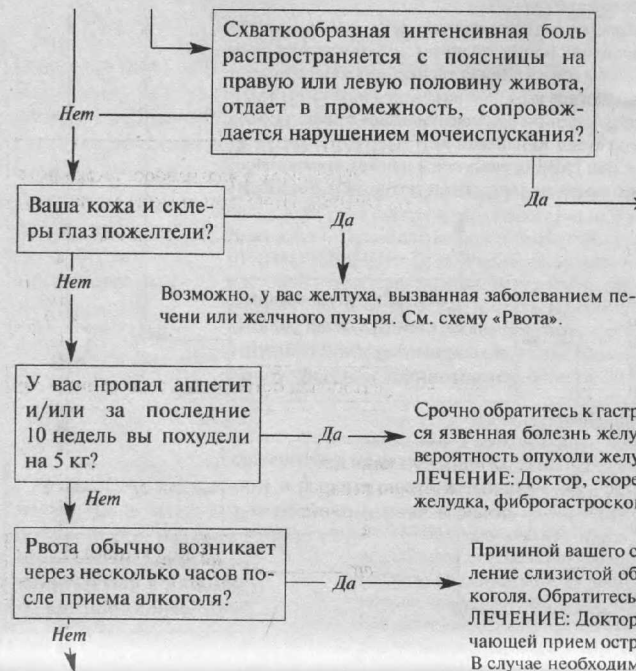 Схваткообразная интенсивная боль
распространяется с поясницы на
правую или левую половину живота,
отдает в промежность, сопровож-
дается нарушением мочеиспускания?
Нет
Да
Ваша кожа и скле-
ры глаз пожелтели?
Да
Нет
Возможно, у вас желтуха, вызванная заболеванием пе-
чени или желчного пузыря. См. схему «Рвота».
У вас пропал аппетит
и/или за последние
10 недель вы похудели
на 5 кг?
Да
Срочно обратитесь к гастр
ся язвенная болезнь желу
вероятность опухоли желу
ЛЕЧЕНИЕ: Доктор, скоре
желудка, фиброгастроскоп
Нет
Рвота обычно возникает
через несколько часов по-
сле приема алкоголя?
Да
Причиной вашего с
ление слизистой об
коголя. Обратитесь
ЛЕЧЕНИЕ: Доктор
чающей прием остр
В случае необходим
Нет